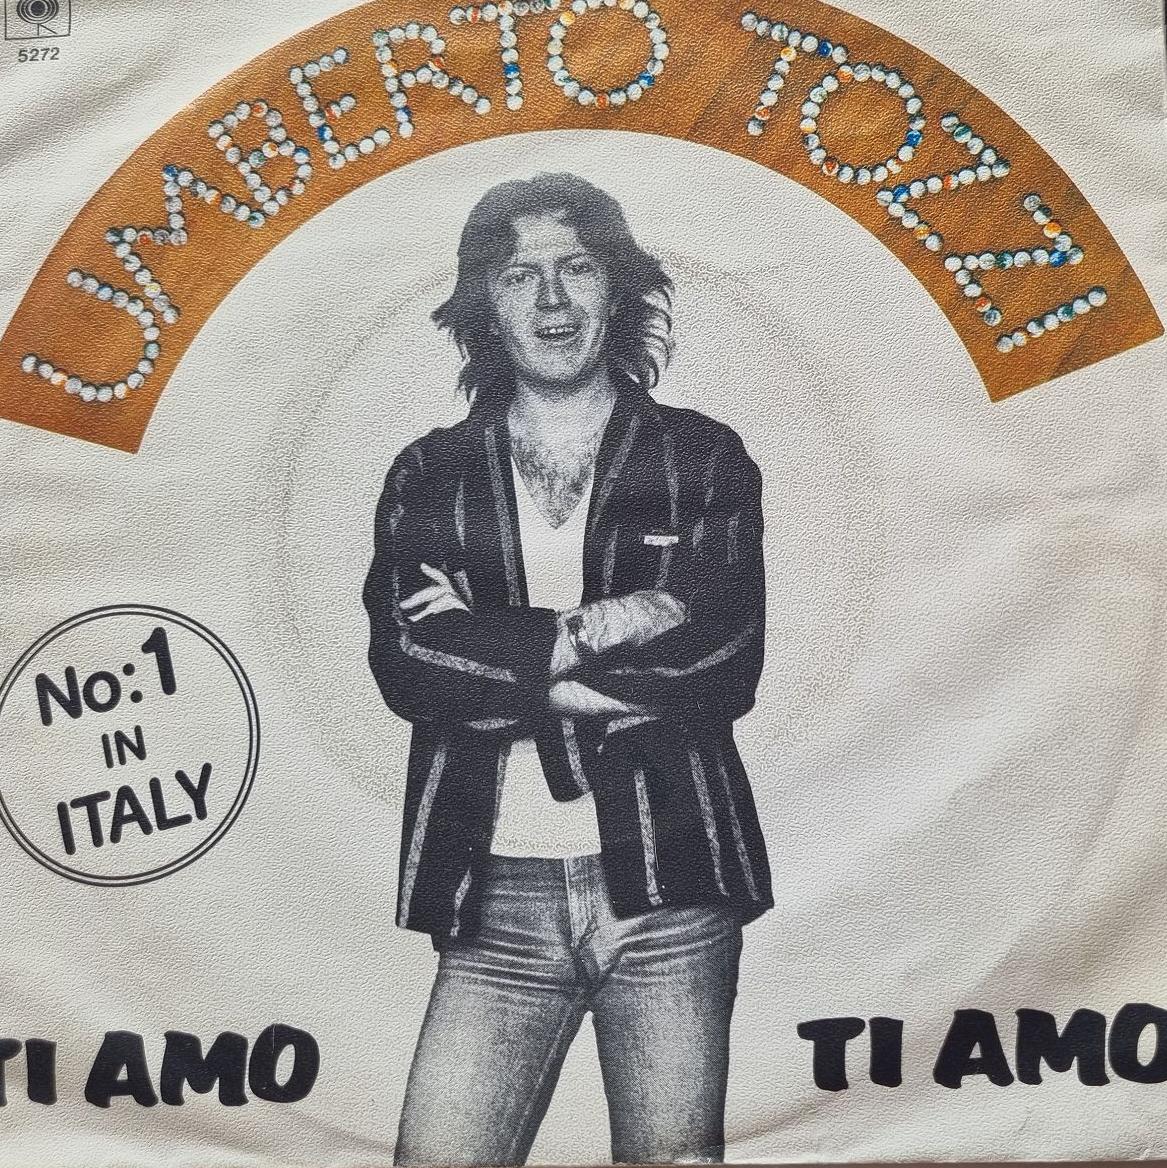 5272
UMBERTO TOZZI
No:1
IN
ITALY
TI AMO
TI AMO